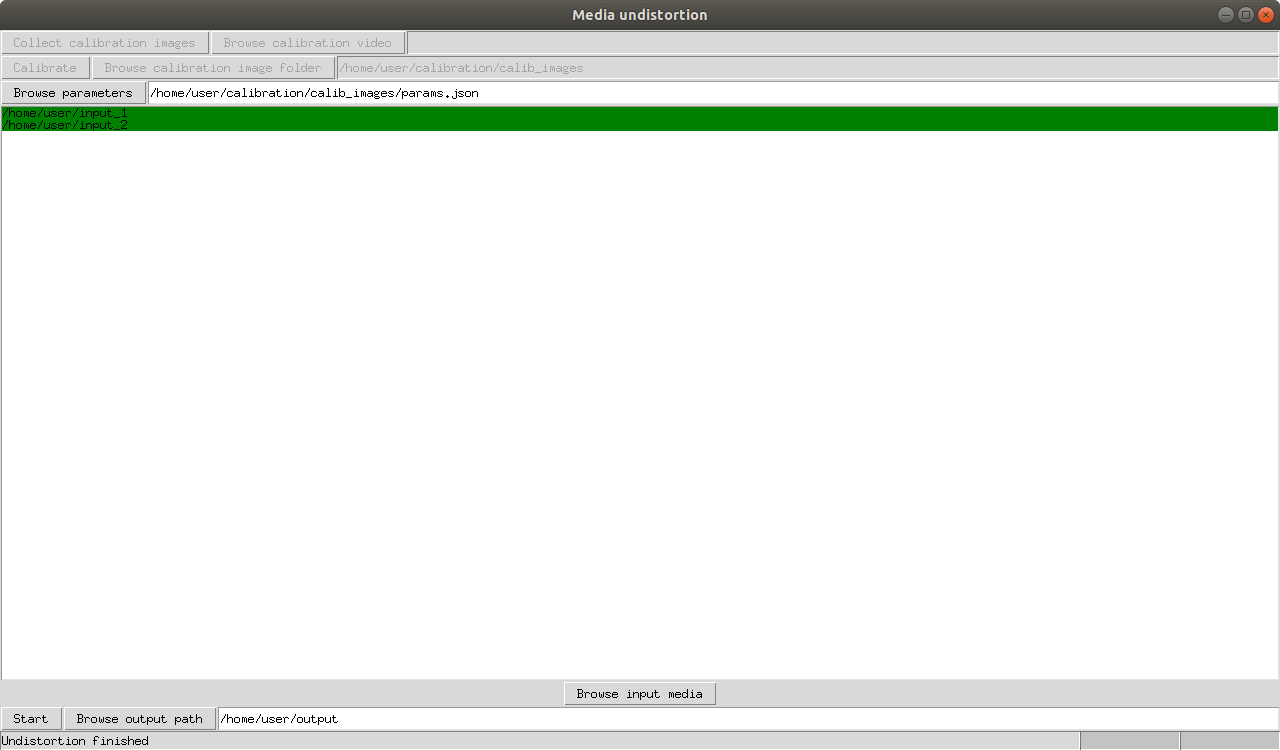 Media undistortion
Collect calibration images Browse calibration video
Calibrate Browse calibration image folder /home/user/calibration/calib_images
Browse parameters /home/user/calibration/calib_images/params.json
/home/user/input_1
/home/user/input_2
Browse input media
Start Browse output path /home/user/output
Undistortion finished